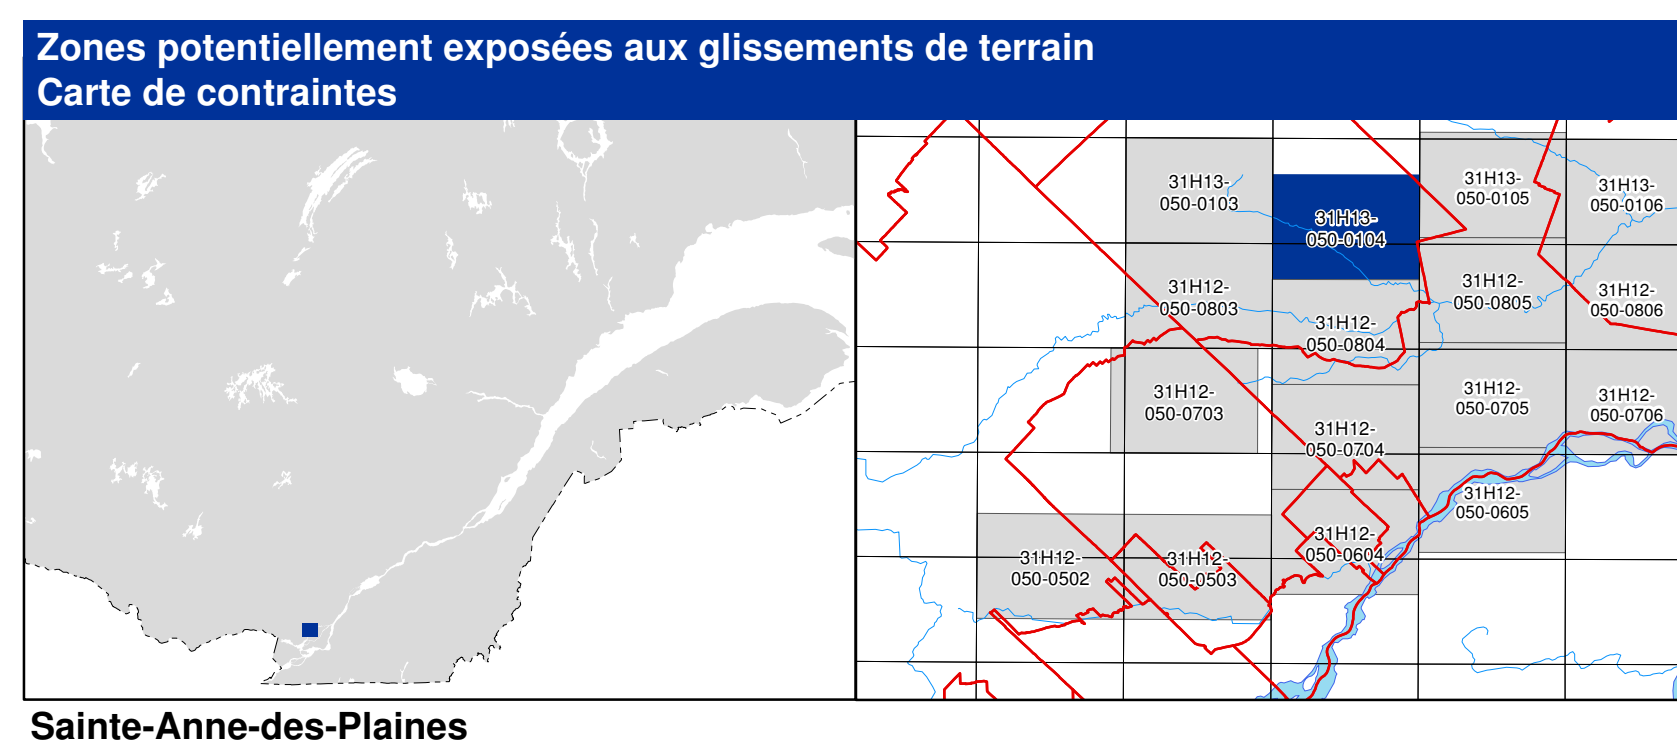 Zones potentiellement exposées aux glissements de terrain
Carte de contraintes
31H13-
050-0103
31H13-
050-0104
31H13-
050-0105
31H13-
050-0106
31H12-
050-0803
31H12-
050-0804
31H12-
050-0805
31H12-
050-0806
31H12-
050-0703
31H12-
050-0704
31H12-
050-0705
31H12-
050-0706
31H12-
050-0502
31H12-
050-0503
31H12-
050-0604
31H12-
050-0605
Sainte-Anne-des-Plaines